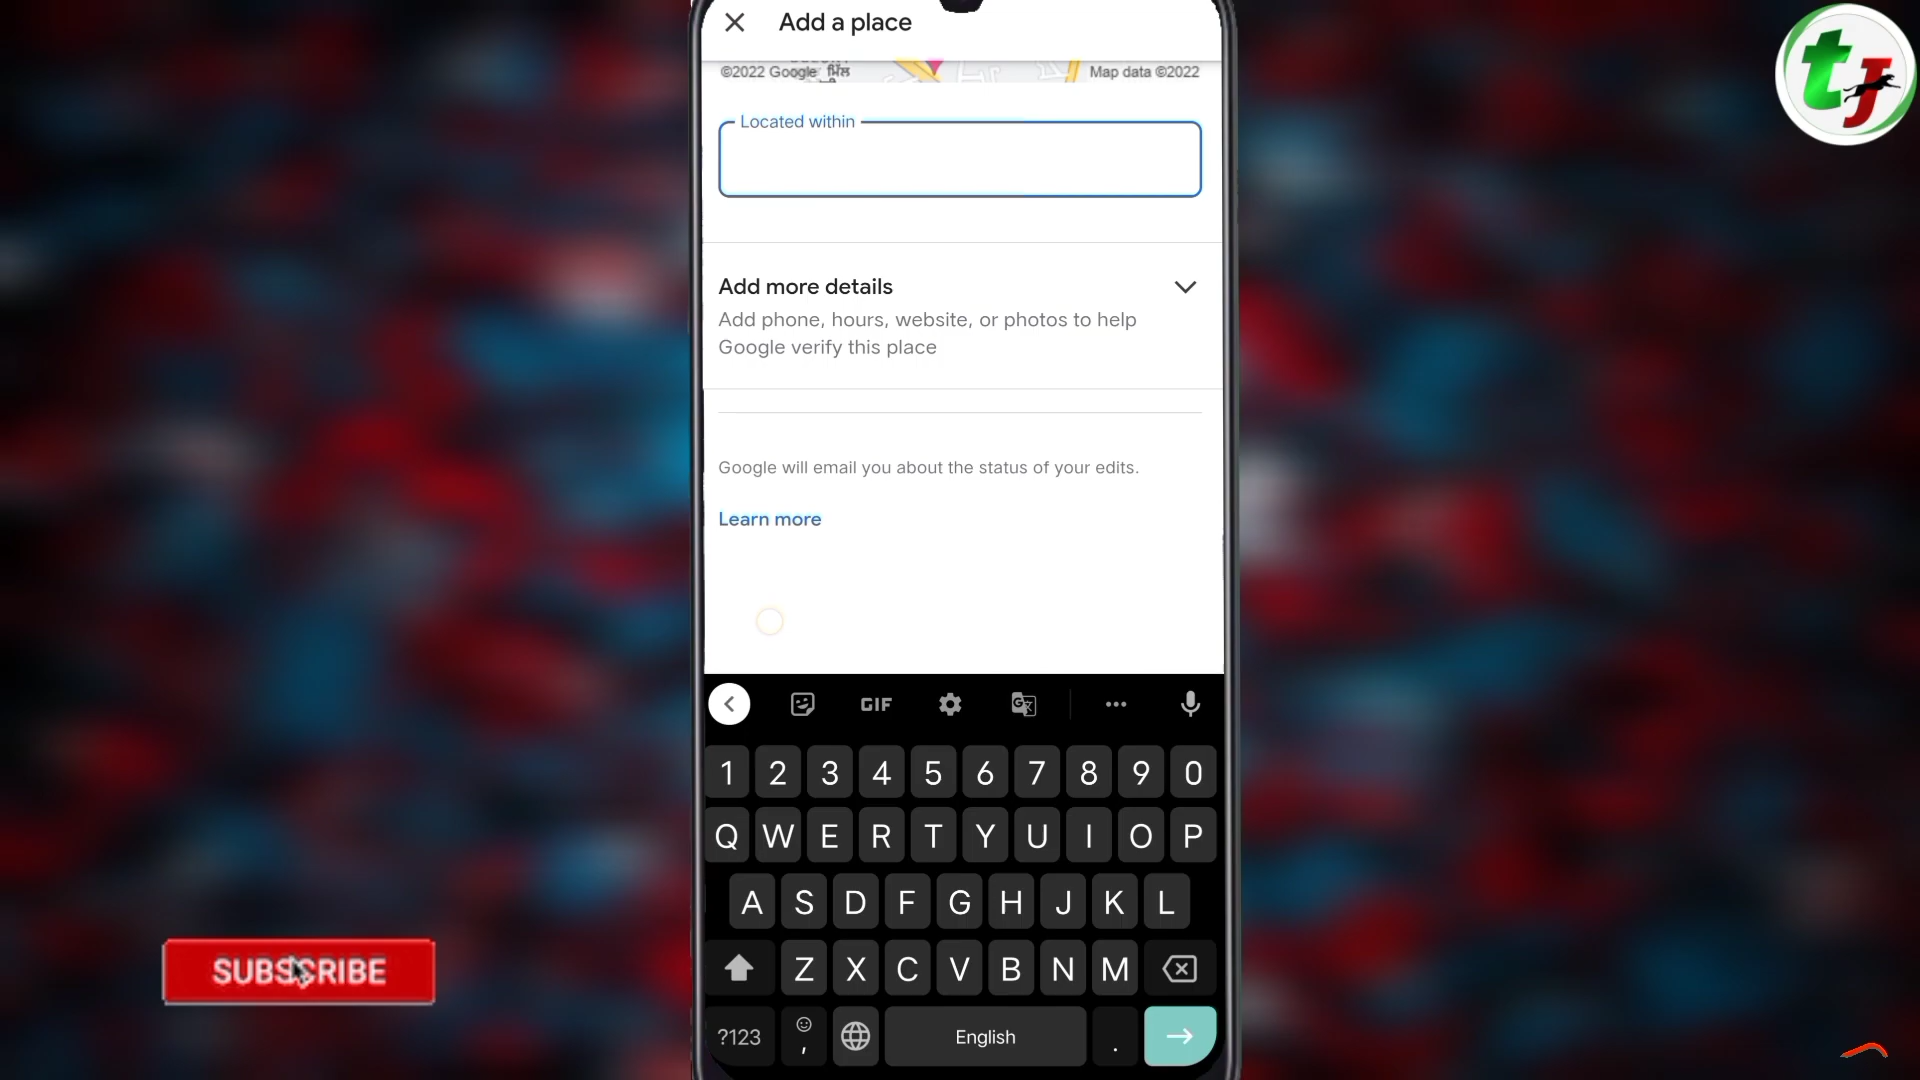 Add a place
©2022 Google
ਮਿੱਲ
Map data ©2022
Located within
Add more details
Add phone, hours, website, or photos to help
Google verify this place
Google will email you about the status of your edits.
Learn more
GIF
1 2 3 4 5 6 7 8 9 0
Q W E R T Y U I O P
A S D F G H J K L
Z X C V B N M
?123 , English .
SUBSCRIBE
tJ